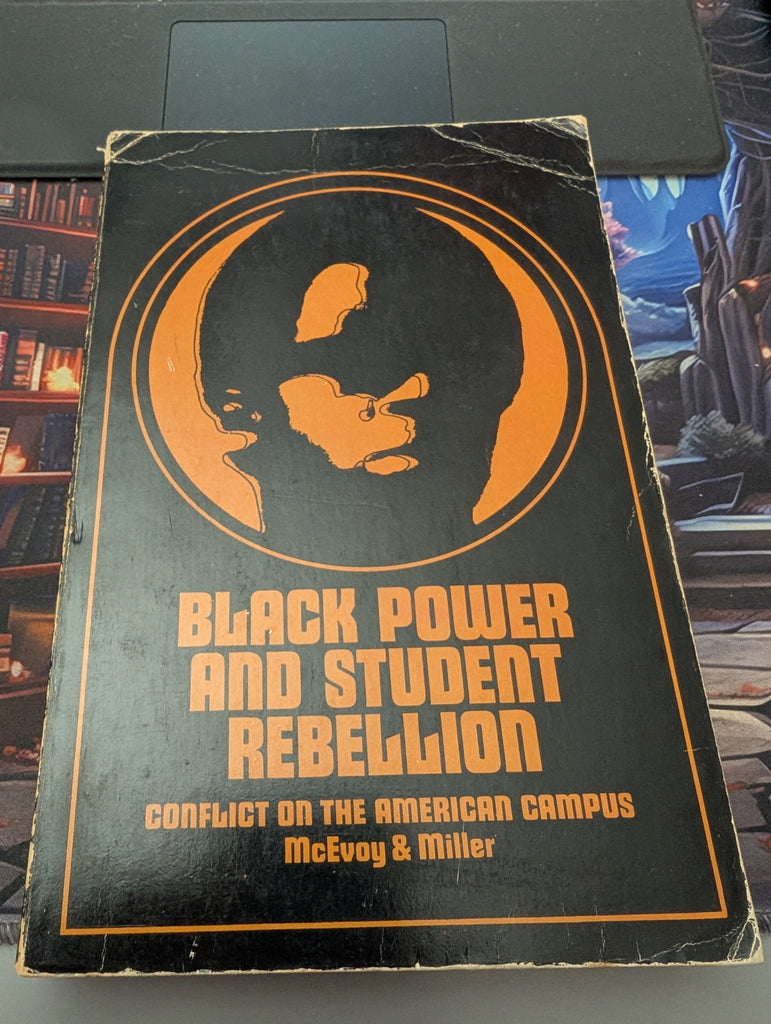 BLACK POWER
AND STUDENT
REBELLION
CONFLICT ON THE AMERICAN CAMPUS
McEvoy & Miller